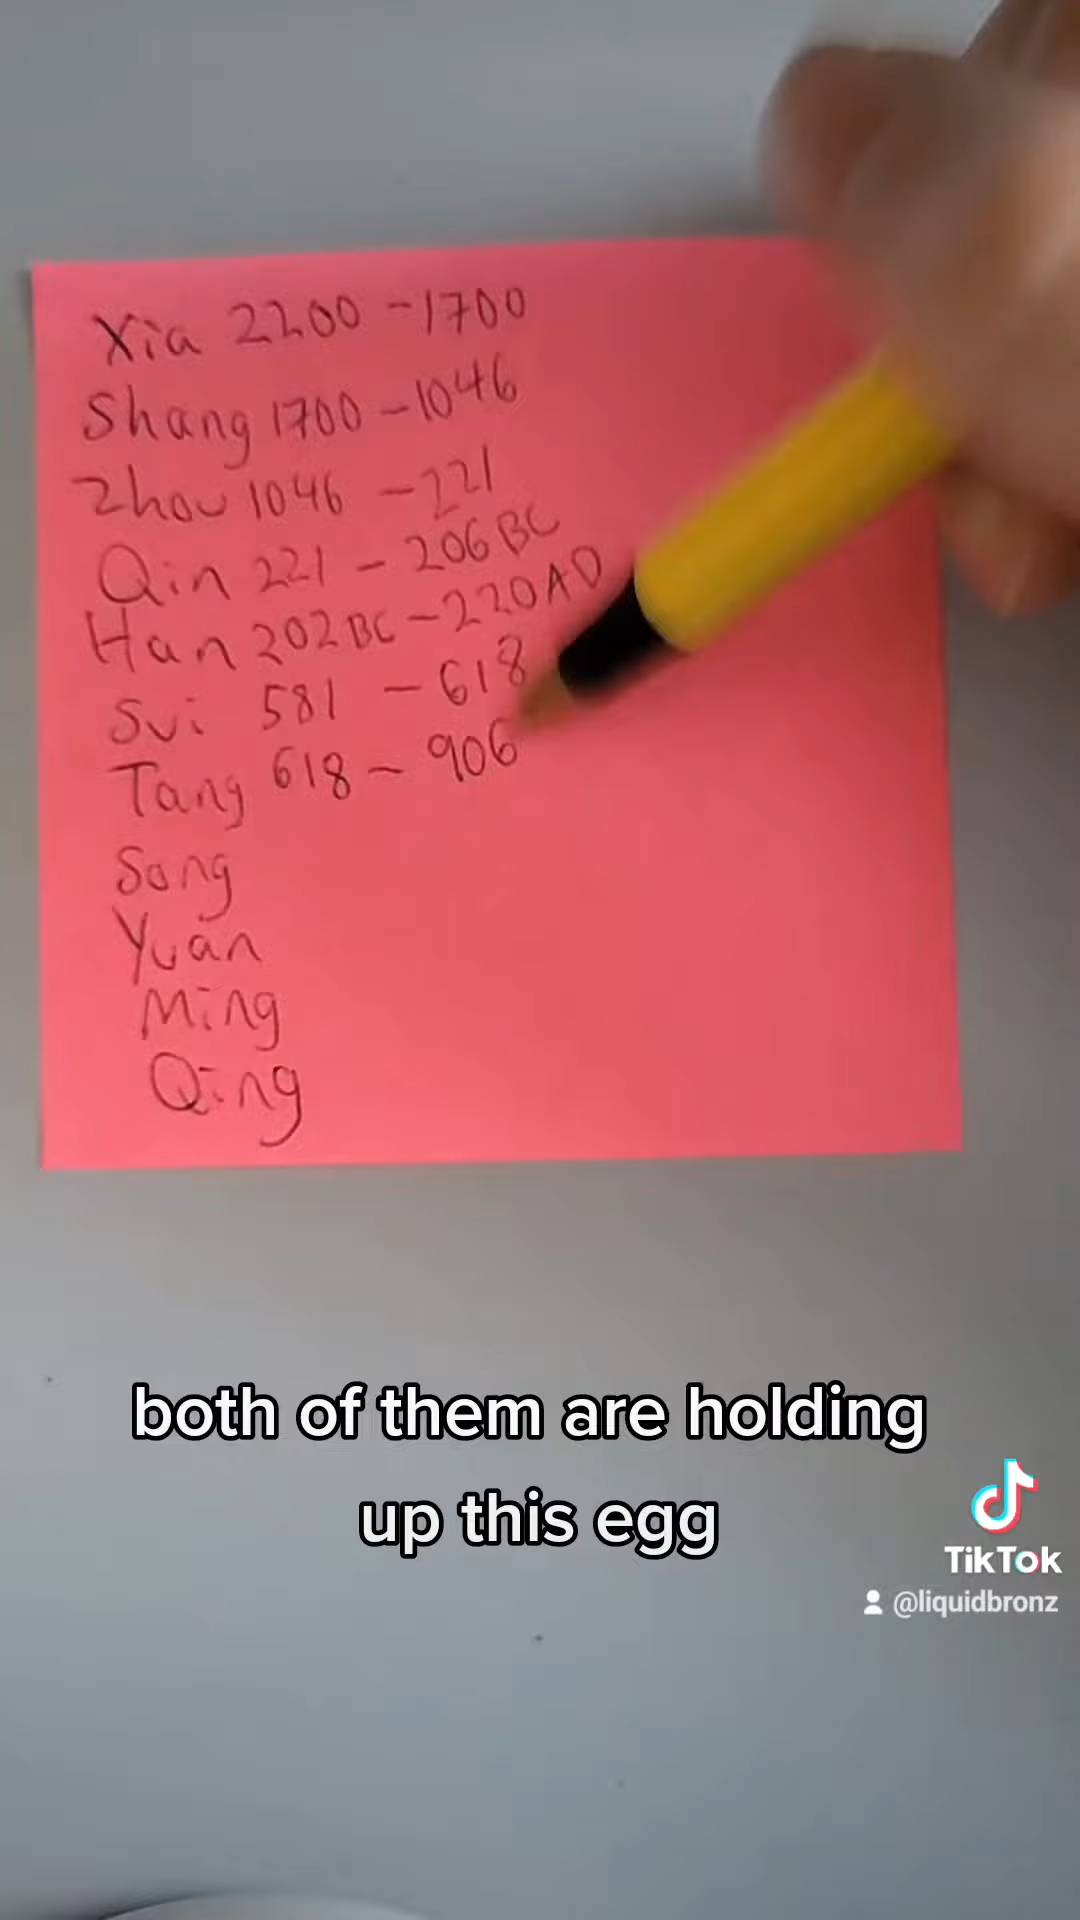 Xia 2200 - 1700
Shang 1700 - 1046
Zhou 1046 - 221
Qin 221 - 206 BC
Han 202 BC - 220 AD
Sui 581 - 618
Tang 618 - 906
Song
Yuan
Ming
Qing
both of them are holding
up this egg
TikTok
@liquidbronz